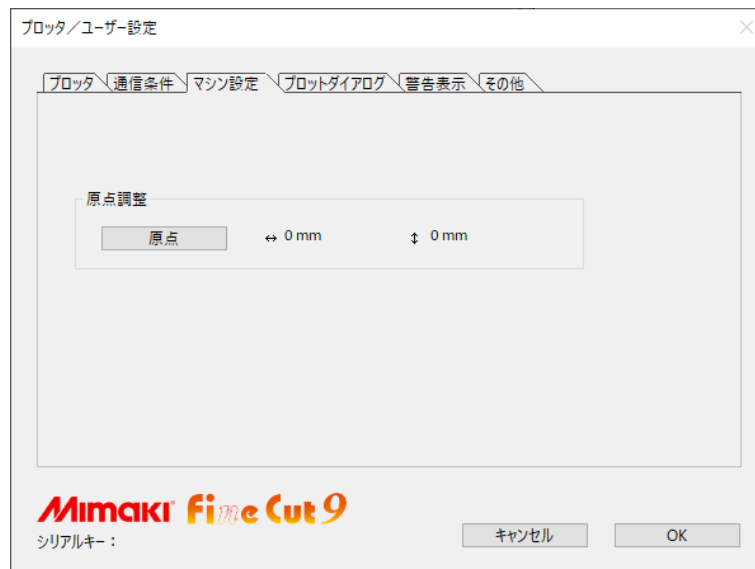 プロッタ／ユーザー設定
プロッタ 通信条件 マシン設定 プロットダイアログ 警告表示 その他
原点調整
原点 ↔ 0 mm ↕ 0 mm
Mimaki Fine Cut 9
シリアルキー：
キャンセル OK